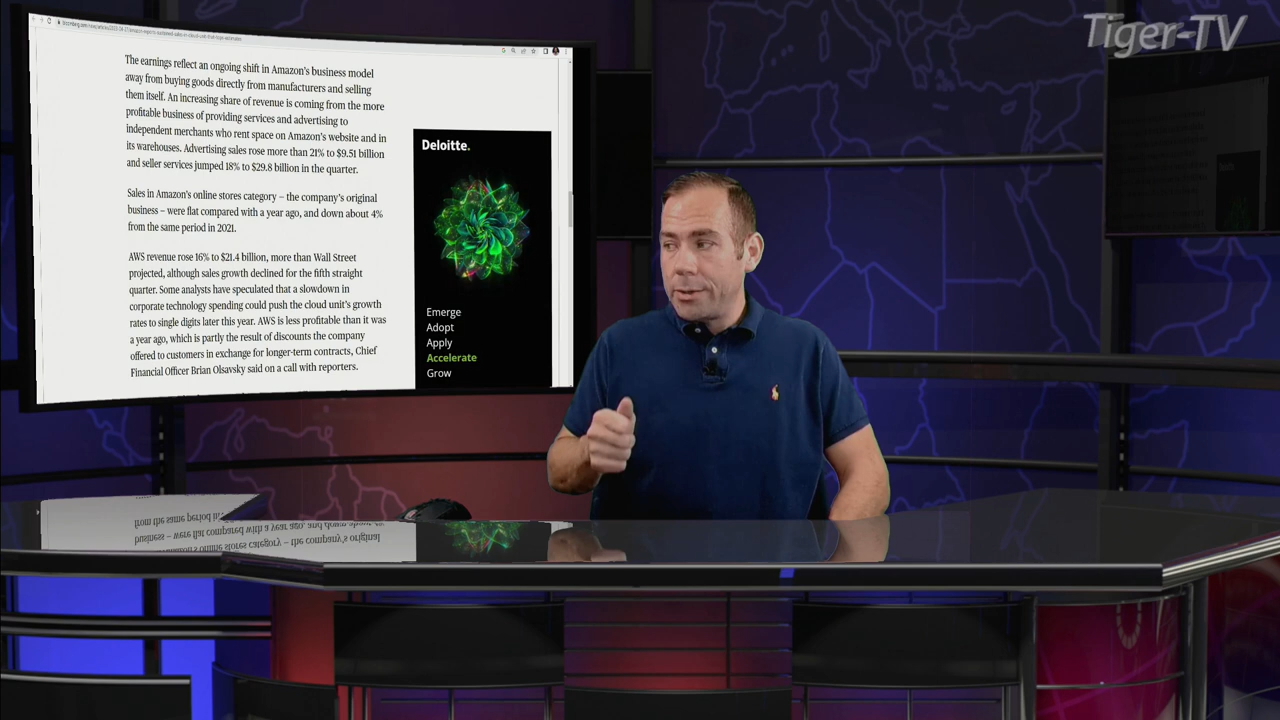 Tiger-TV
The earnings reflect an ongoing shift in Amazon's business model
away from buying goods directly from manufacturers and selling
them itself. An increasing share of revenue is coming from the more
profitable business of providing services and advertising to
independent merchants who rent space on Amazon's website and in
its warehouses. Advertising sales rose more than 21% to $9.51 billion
and seller services jumped 18% to $29.8 billion in the quarter.
Sales in Amazon's online stores category – the company's original
business – were flat compared with a year ago, and down about 4%
from the same period in 2021.
AWS revenue rose 16% to $21.4 billion, more than Wall Street
projected, although sales growth declined for the fifth straight
quarter. Some analysts have speculated that a slowdown in
corporate technology spending could push the cloud unit's growth
rates to single digits later this year. AWS is less profitable than it was
a year ago, which is partly the result of discounts the company
offered to customers in exchange for longer-term contracts, Chief
Financial Officer Brian Olsavsky said on a call with reporters.
Deloitte.
Emerge
Adopt
Apply
Accelerate
Grow